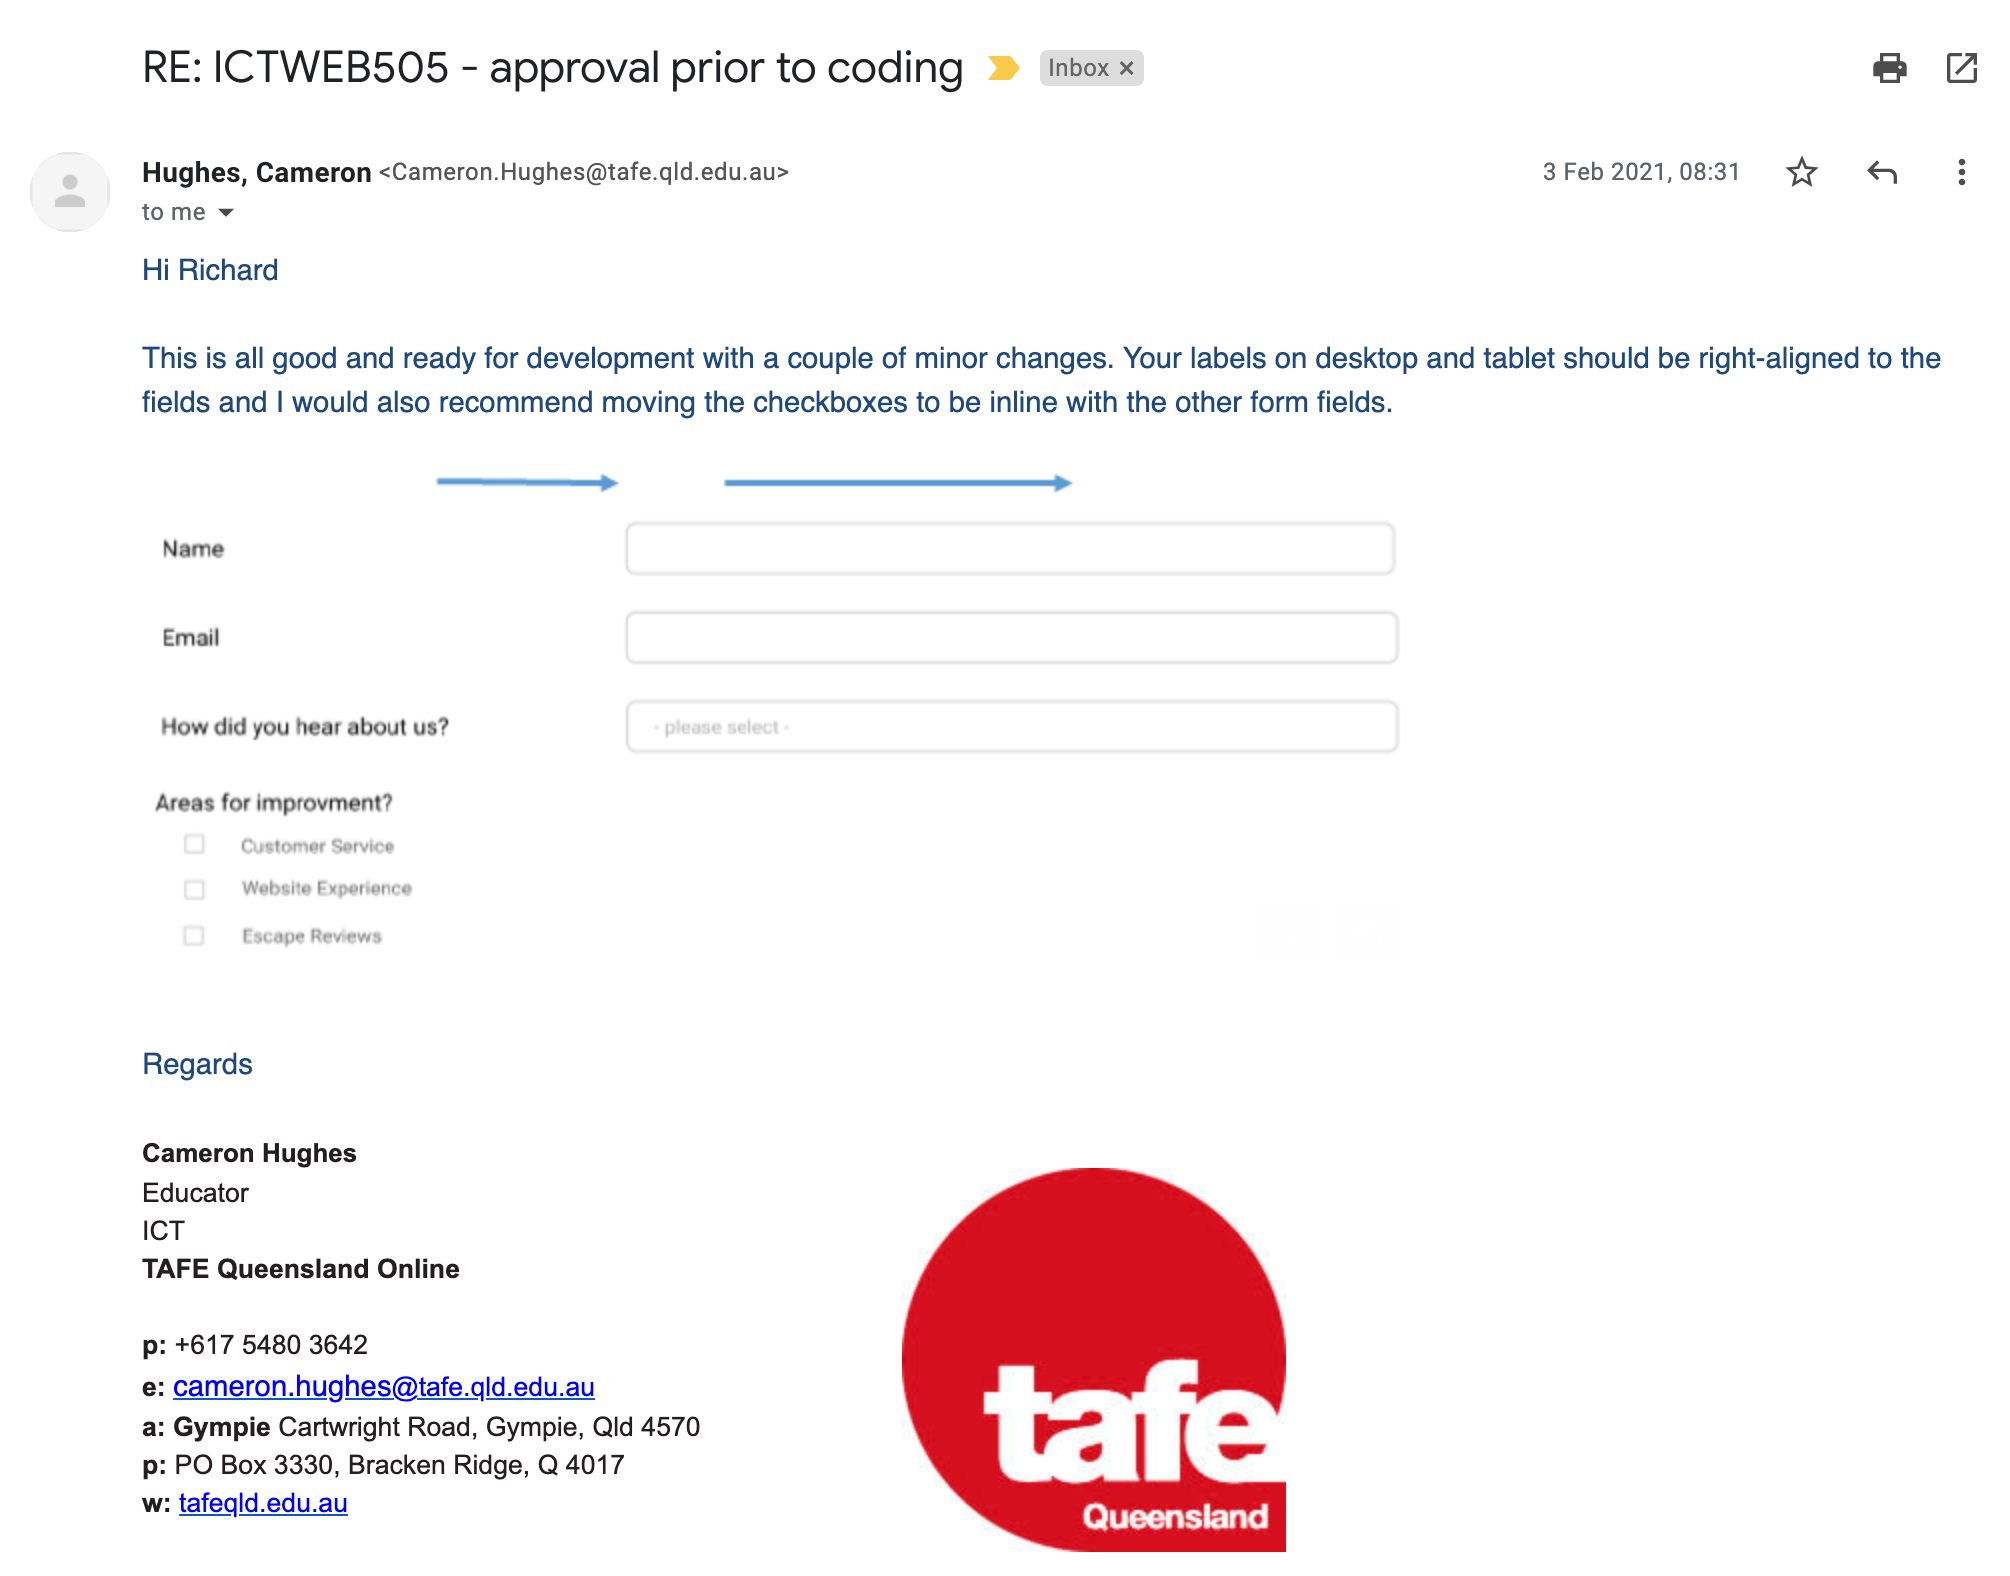 RE: ICTWEB505 - approval prior to coding Inbox ×
Hughes, Cameron <Cameron.Hughes@tafe.qld.edu.au> 3 Feb 2021, 08:31
to me
Hi Richard
This is all good and ready for development with a couple of minor changes. Your labels on desktop and tablet should be right-aligned to the
fields and I would also recommend moving the checkboxes to be inline with the other form fields.
Name
Email
How did you hear about us? - please select -
Areas for improvment?
Customer Service
Website Experience
Escape Reviews
Regards
Cameron Hughes
Educator
ICT
TAFE Queensland Online
p: +617 5480 3642
e: cameron.hughes@tafe.qld.edu.au
a: Gympie Cartwright Road, Gympie, Qld 4570
p: PO Box 3330, Bracken Ridge, Q 4017
w: tafeqld.edu.au
tafe
Queensland